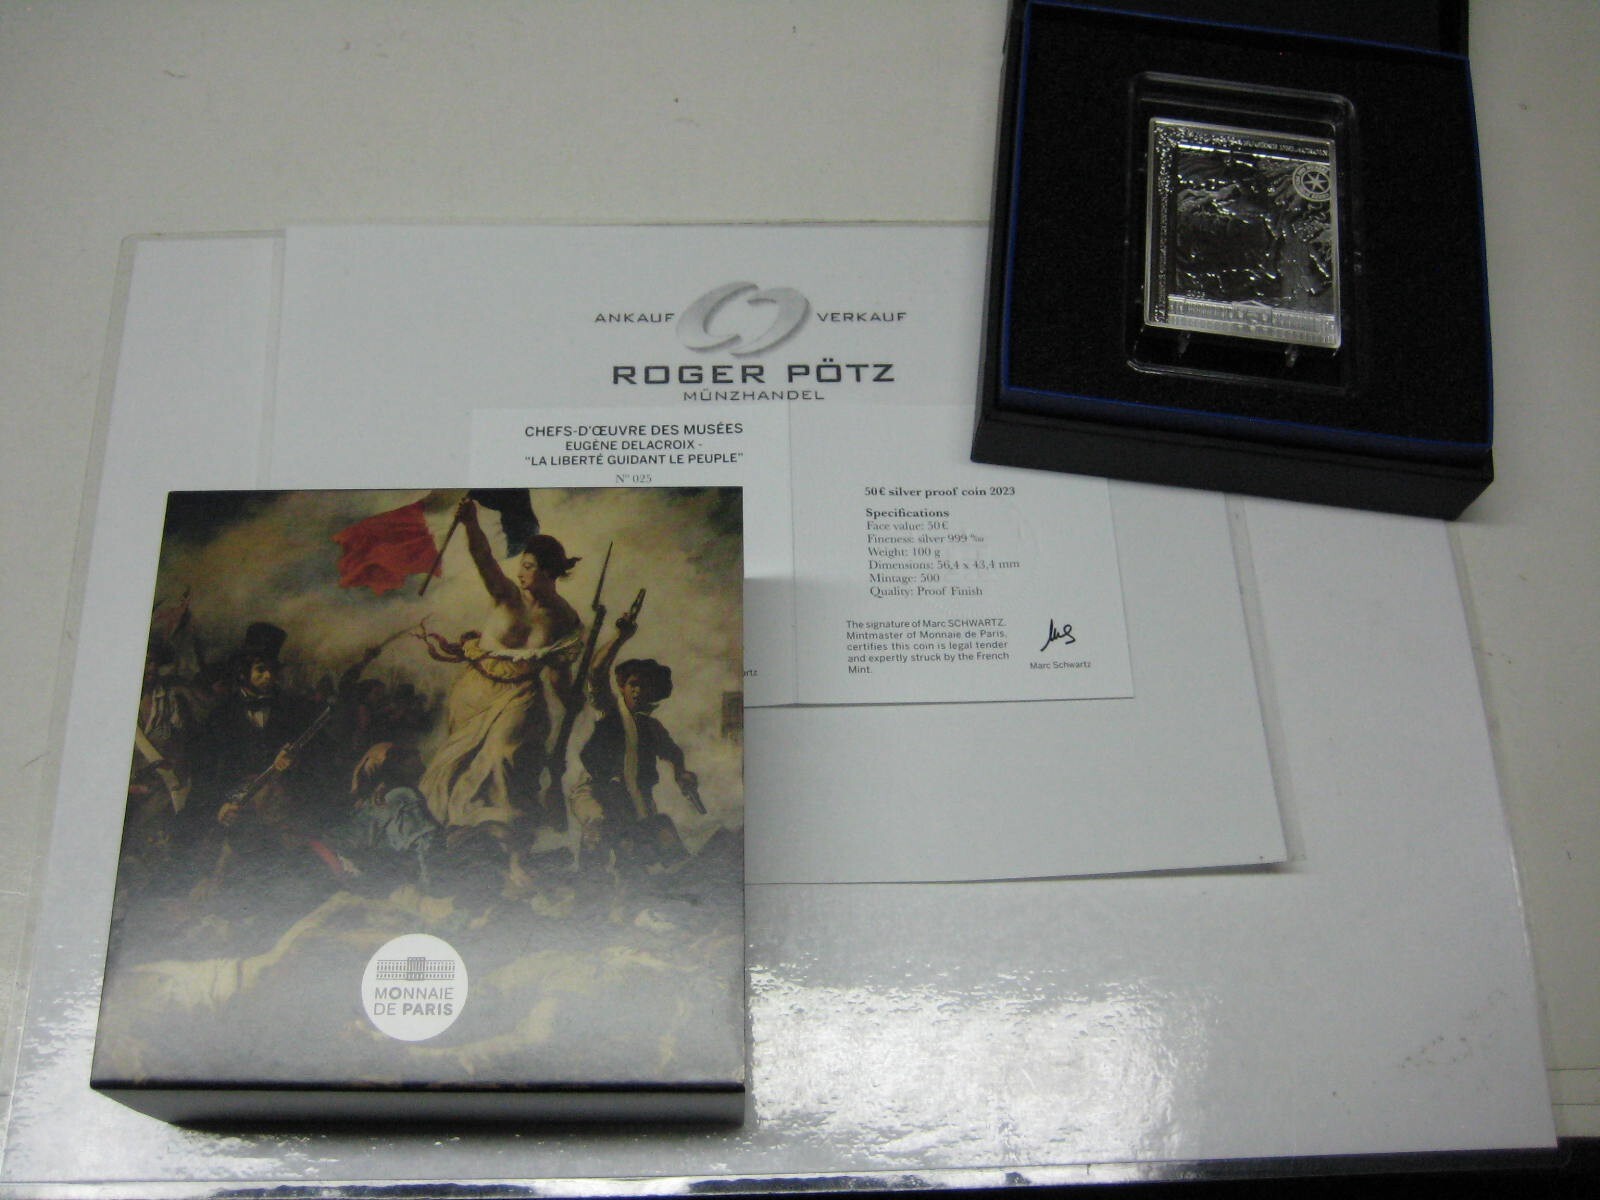 ANKAUF VERKAUF
ROGER PÖTZ
MÜNZHANDEL
CHEFS-D'ŒUVRE DES MUSÉES
EUGÈNE DELACROIX -
"LA LIBERTÉ GUIDANT LE PEUPLE"
N° 025
50€ silver proof coin 2023
Specifications
Face value: 50€
Fineness: silver 999 ‰
Weight: 100 g
Dimensions: 56,4 x 43,4 mm
Mintage: 500
Quality: Proof Finish
The signature of Marc SCHWARTZ,
Mintmaster of Monnaie de Paris,
certifies this coin is legal tender
and expertly struck by the French
Mint.
Marc Schwartz
MONNAIE
DE PARIS